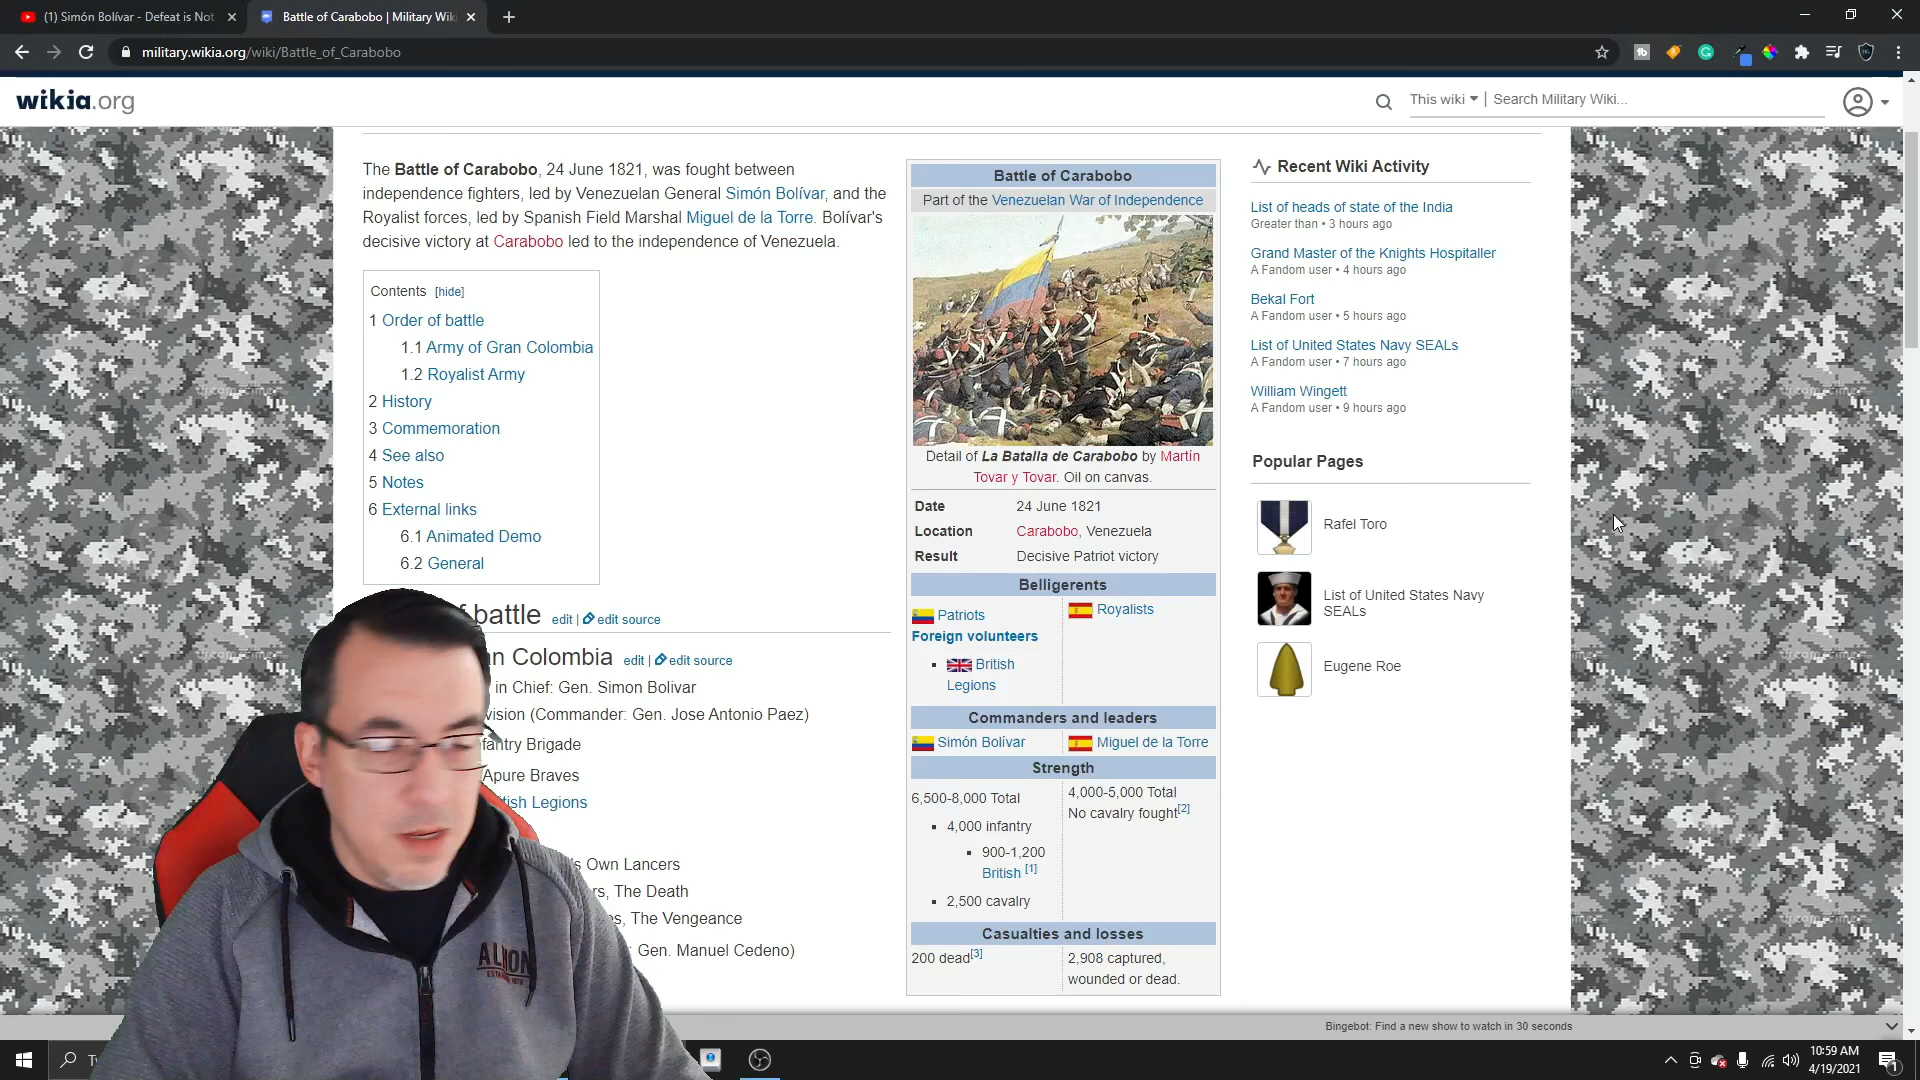 (1) Simón Bolívar - Defeat is Not
Battle of Carabobo | Military Wiki
military.wikia.org/wiki/Battle_of_Carabobo
wikia.org
This wiki
Search Military Wiki...
The Battle of Carabobo, 24 June 1821, was fought between
independence fighters, led by Venezuelan General Simón Bolívar, and the
Royalist forces, led by Spanish Field Marshal Miguel de la Torre. Bolívar's
decisive victory at Carabobo led to the independence of Venezuela.
Contents [hide]
1 Order of battle
1.1 Army of Gran Colombia
1.2 Royalist Army
2 History
3 Commemoration
4 See also
5 Notes
6 External links
6.1 Animated Demo
6.2 General
battle edit | edit source
Colombia edit | edit source
in Chief: Gen. Simon Bolivar
vision (Commander: Gen. Jose Antonio Paez)
fantry Brigade
Apure Braves
tish Legions
s Own Lancers
rs, The Death
es, The Vengeance
: Gen. Manuel Cedeno)
Battle of Carabobo
Part of the Venezuelan War of Independence
Detail of La Batalla de Carabobo by Martín
Tovar y Tovar. Oil on canvas.
Date 24 June 1821
Location Carabobo, Venezuela
Result Decisive Patriot victory
Belligerents
Patriots
Foreign volunteers
British
Legions
Royalists
Commanders and leaders
Simón Bolívar
Miguel de la Torre
Strength
6,500-8,000 Total
4,000 infantry
900-1,200
British [1]
2,500 cavalry
4,000-5,000 Total
No cavalry fought[2]
Casualties and losses
200 dead[3]
2,908 captured,
wounded or dead.
Recent Wiki Activity
List of heads of state of the India
Greater than • 3 hours ago
Grand Master of the Knights Hospitaller
A Fandom user • 4 hours ago
Bekal Fort
A Fandom user • 5 hours ago
List of United States Navy SEALs
A Fandom user • 7 hours ago
William Wingett
A Fandom user • 9 hours ago
Popular Pages
Rafel Toro
List of United States Navy
SEALs
Eugene Roe
Bingebot: Find a new show to watch in 30 seconds
10:59 AM
4/19/2021